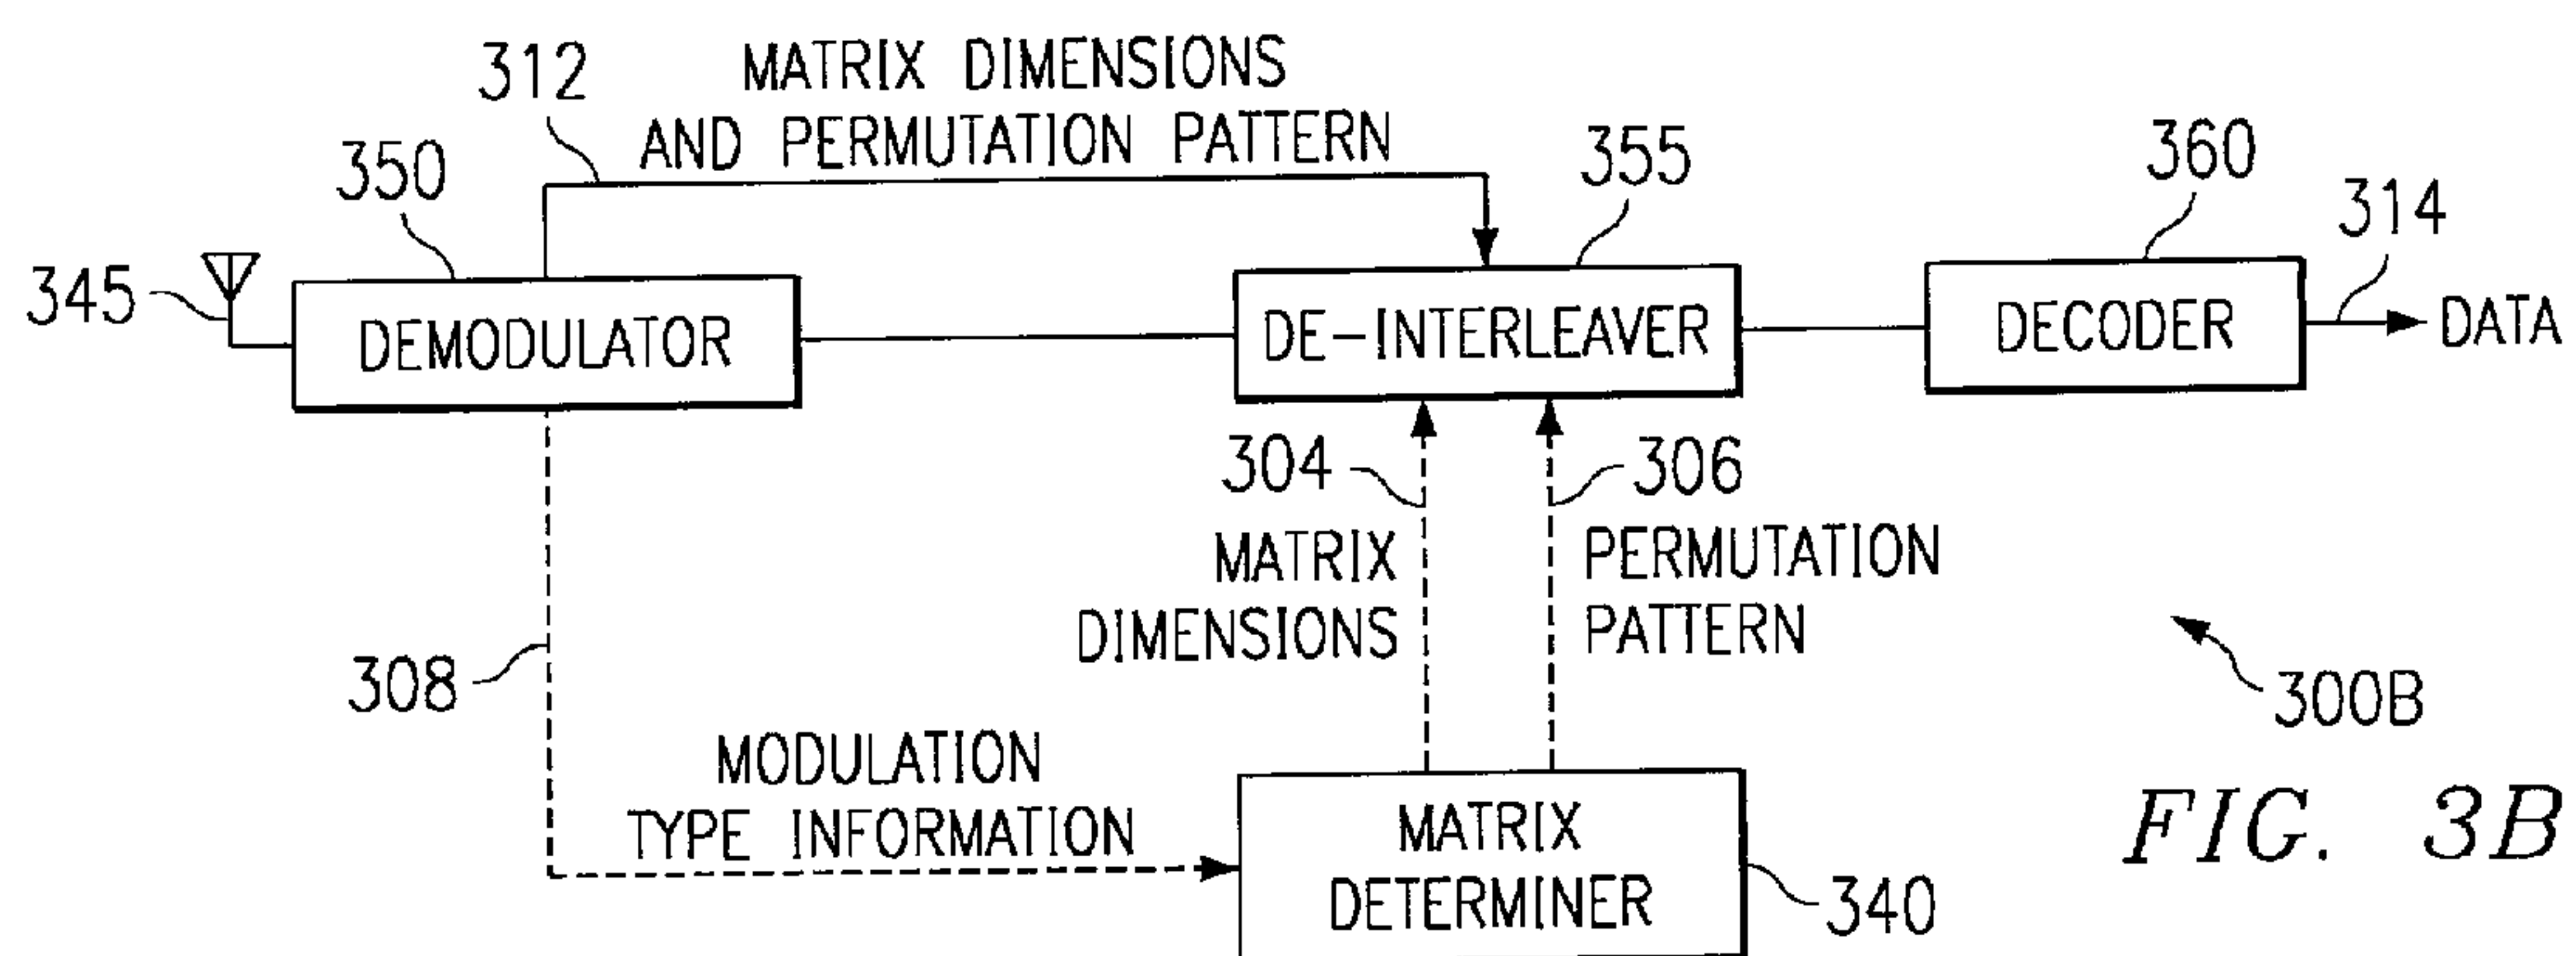 312
MATRIX DIMENSIONS
AND PERMUTATION PATTERN
350
355
360
314
345
DEMODULATOR
DE-INTERLEAVER
DECODER
DATA
304
306
MATRIX
DIMENSIONS
PERMUTATION
PATTERN
308
300B
MODULATION
TYPE INFORMATION
MATRIX
DETERMINER
340
FIG. 3B